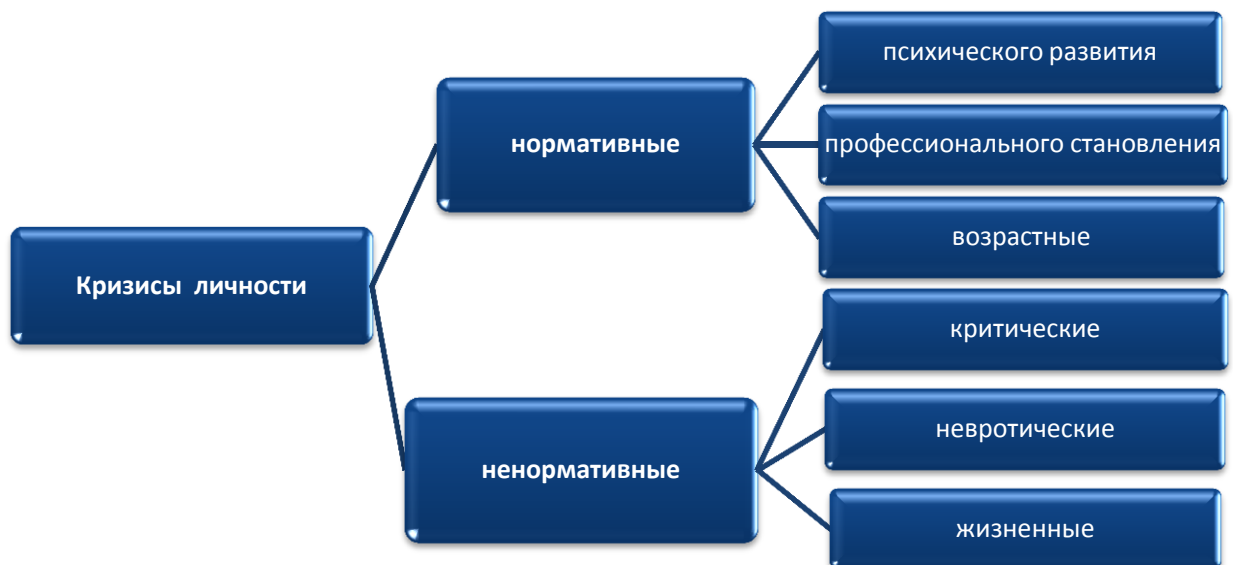 Кризисы личности
нормативные
психического развития
профессионального становления
возрастные
ненормативные
критические
невротические
жизненные